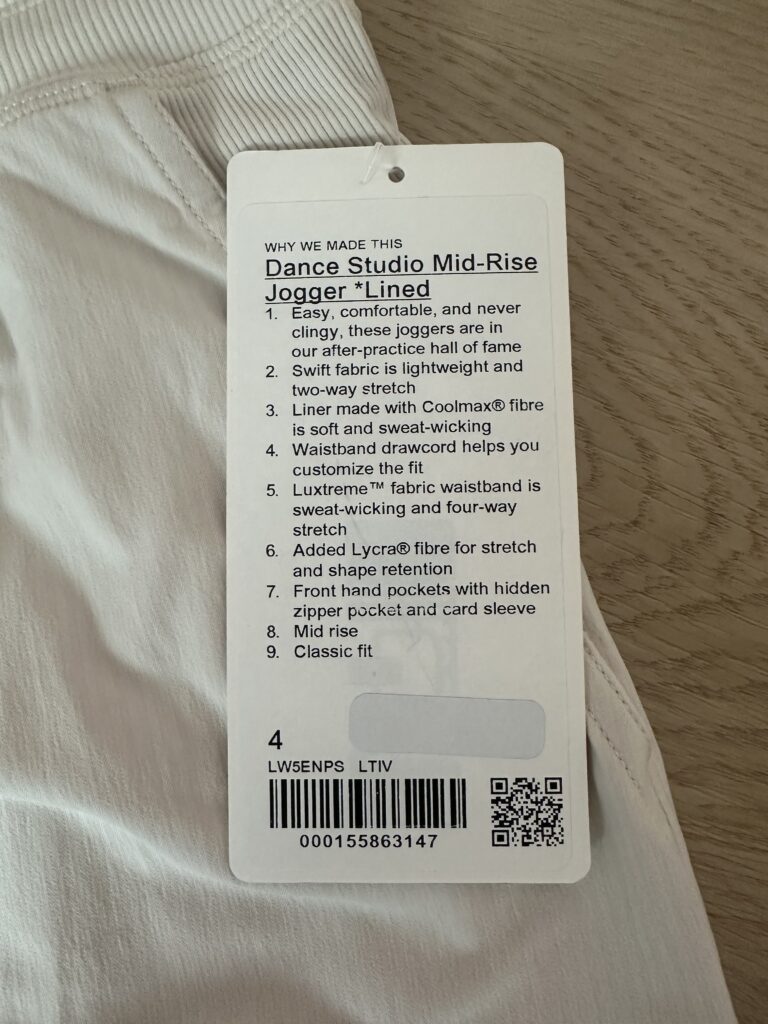 WHY WE MADE THIS
Dance Studio Mid-Rise
Jogger *Lined
1. Easy, comfortable, and never
clingy, these joggers are in
our after-practice hall of fame
2. Swift fabric is lightweight and
two-way stretch
3. Liner made with Coolmax® fibre
is soft and sweat-wicking
4. Waistband drawcord helps you
customize the fit
5. Luxtreme™ fabric waistband is
sweat-wicking and four-way
stretch
6. Added Lycra® fibre for stretch
and shape retention
7. Front hand pockets with hidden
zipper pocket and card sleeve
8. Mid rise
9. Classic fit
4
LW5ENPS LTIV
000155863147